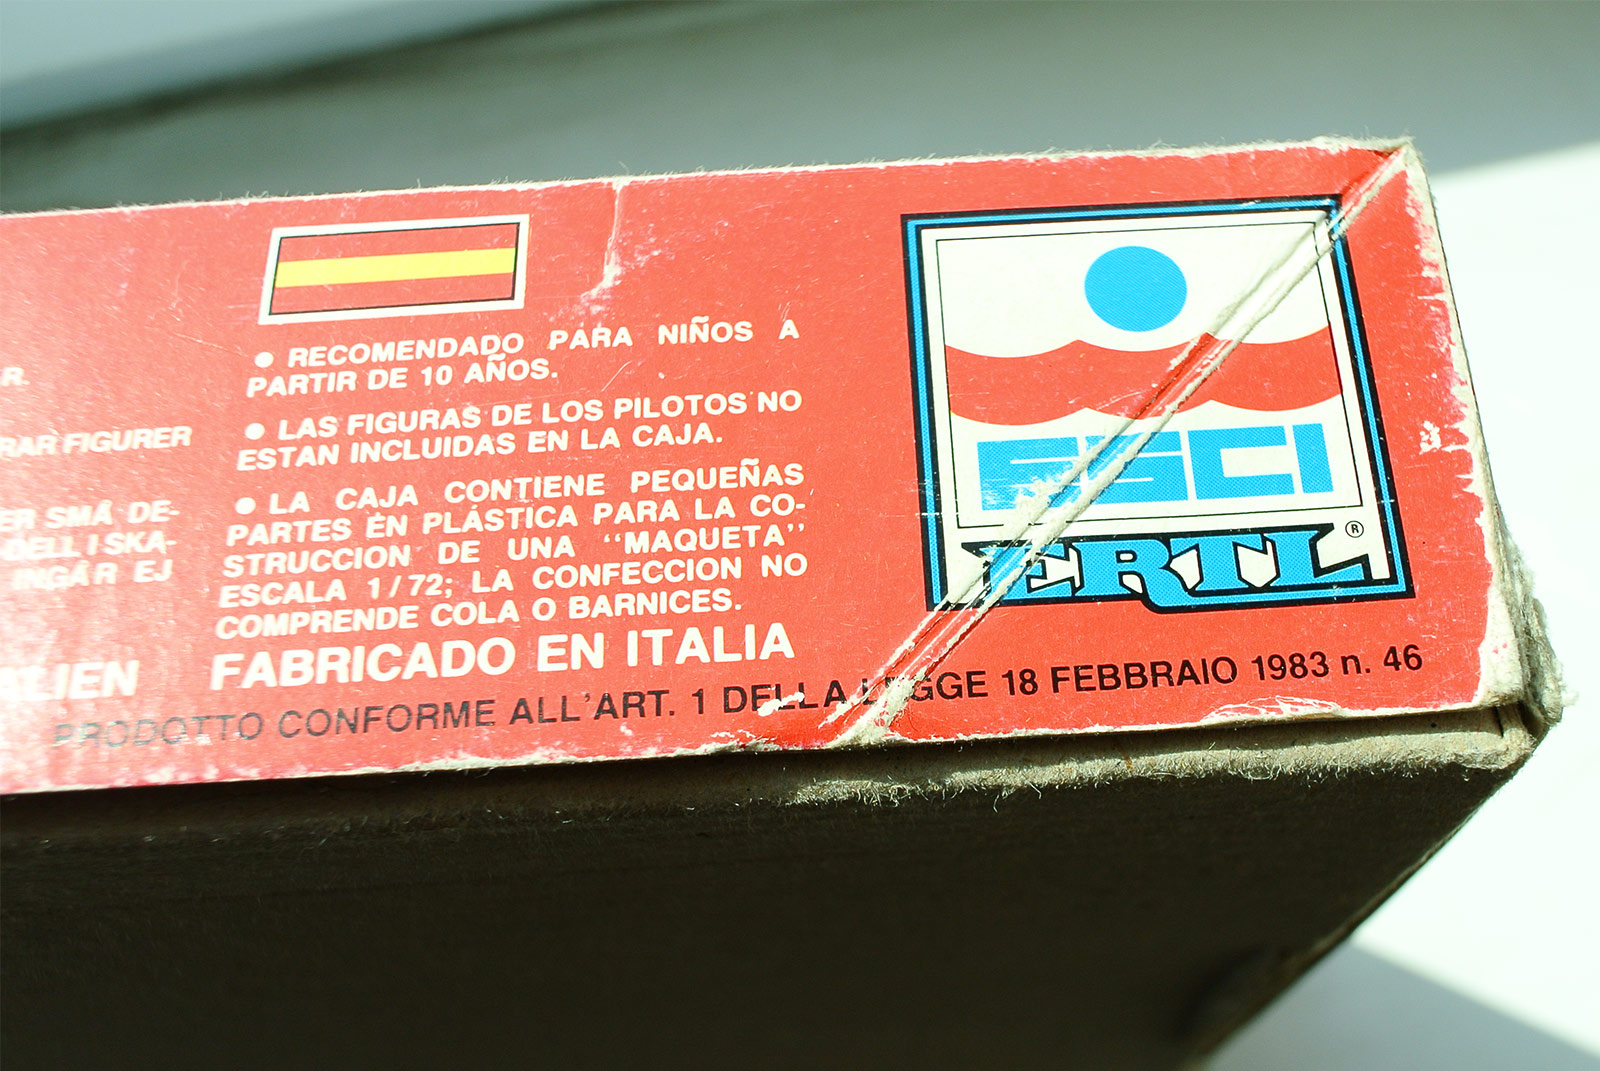 R.
RAR FIGURER
ER SMÅ DE-
DELL I SKA-
INGÅR EJ
ALIEN
● RECOMENDADO PARA NIÑOS A
PARTIR DE 10 AÑOS.
● LAS FIGURAS DE LOS PILOTOS NO
ESTAN INCLUIDAS EN LA CAJA.
● LA CAJA CONTIENE PEQUEÑAS
PARTES EN PLÁSTICA PARA LA CO-
STRUCCION DE UNA ‘‘MAQUETA’’
ESCALA 1/72; LA CONFECCION NO
COMPRENDE COLA O BARNICES.
FABRICADO EN ITALIA
ESCI
ERTL®
PRODOTTO CONFORME ALL'ART. 1 DELLA LEGGE 18 FEBBRAIO 1983 n. 46